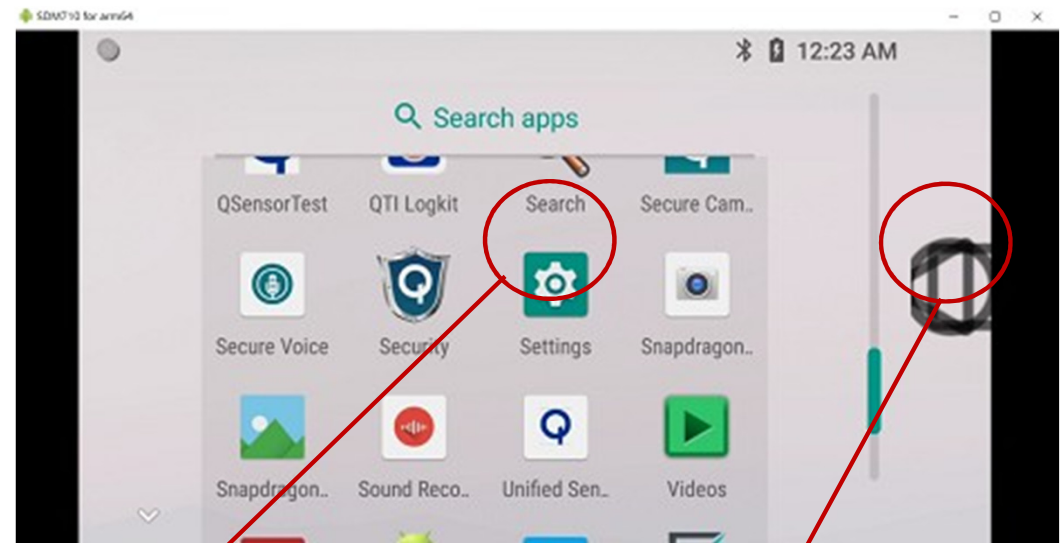 SDM710 for arm64
12:23 AM
Search apps
QSensorTest QTI Logkit Search Secure Cam..
Secure Voice Security Settings Snapdragon..
Snapdragon.. Sound Reco.. Unified Sen.. Videos